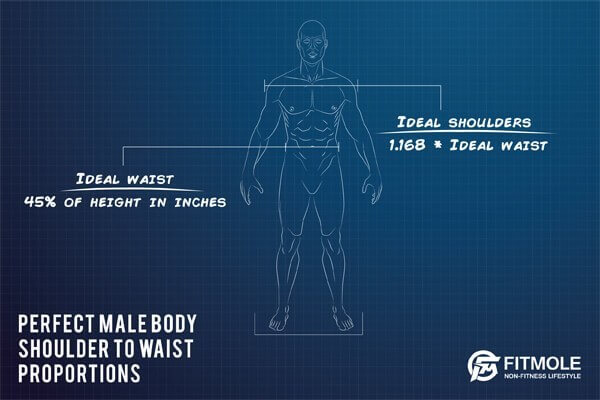 Ideal shoulders
1.168 * Ideal waist
Ideal waist
45% of height in inches
PERFECT MALE BODY
SHOULDER TO WAIST
PROPORTIONS
FITMOLE
NON-FITNESS LIFESTYLE